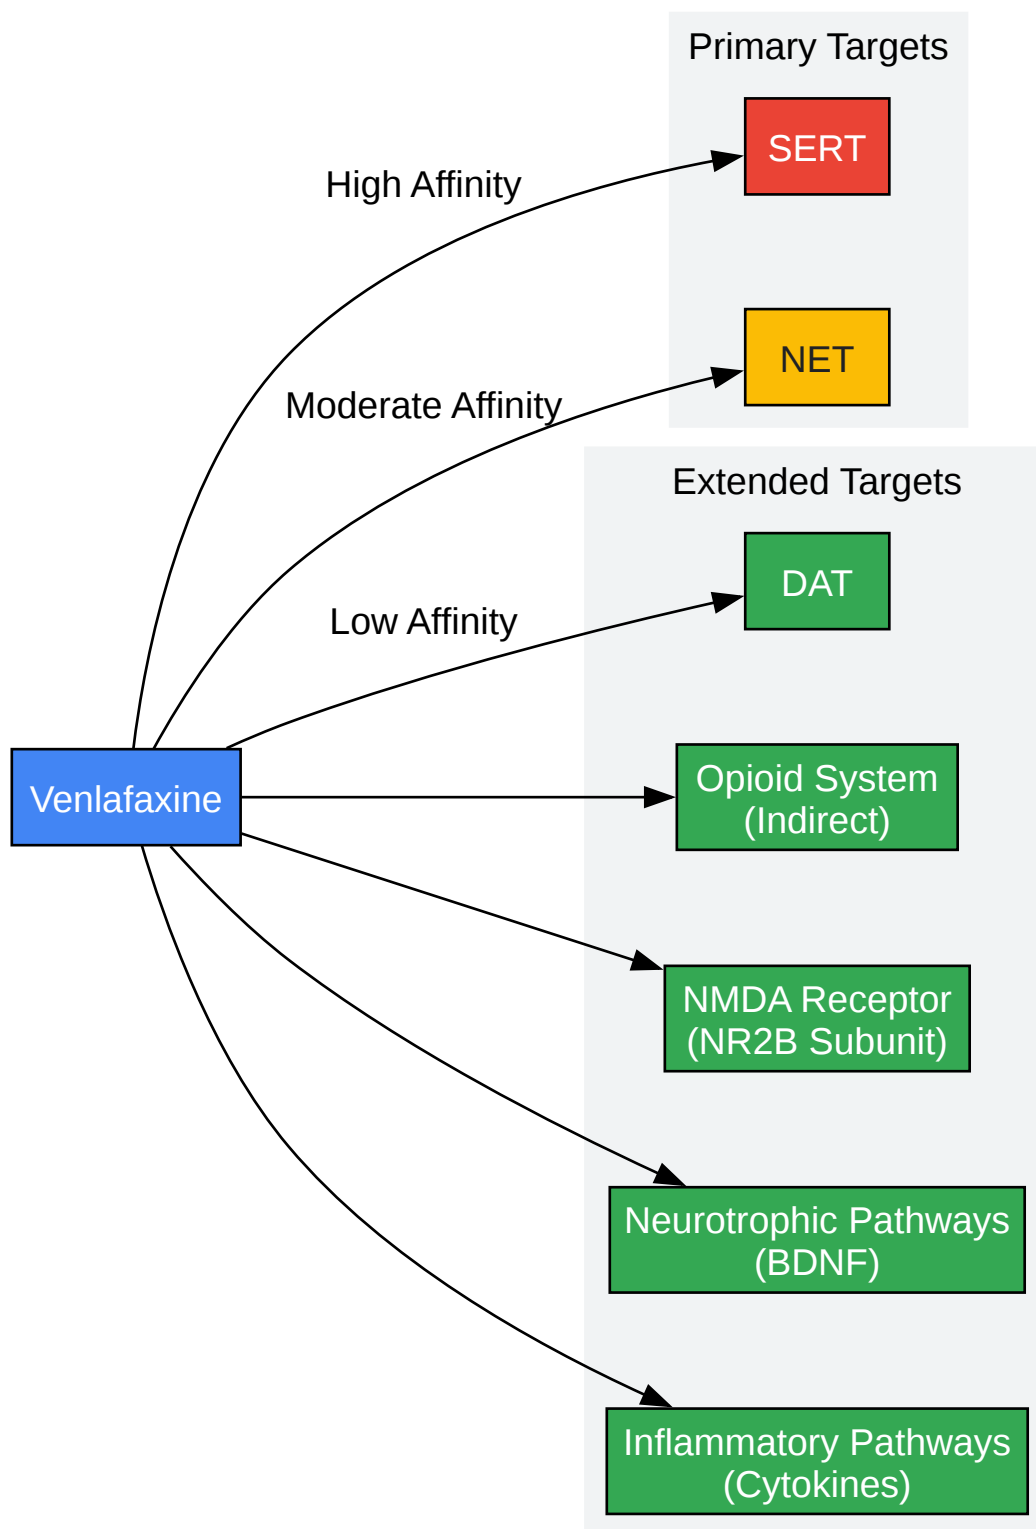 Primary Targets
SERT
High Affinity
NET
Moderate Affinity
Extended Targets
DAT
Low Affinity
Venlafaxine
Opioid System
(Indirect)
NMDA Receptor
(NR2B Subunit)
Neurotrophic Pathways
(BDNF)
Inflammatory Pathways
(Cytokines)